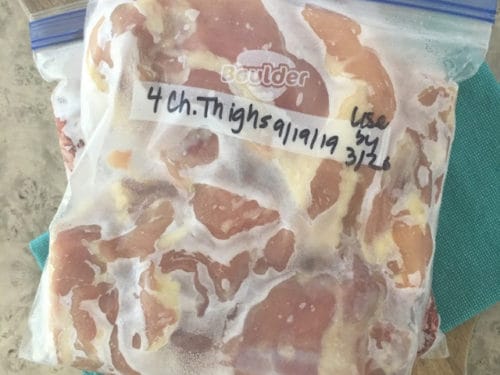 Boulder
4 Ch. Thighs 9/19/19
Use
by
3/20